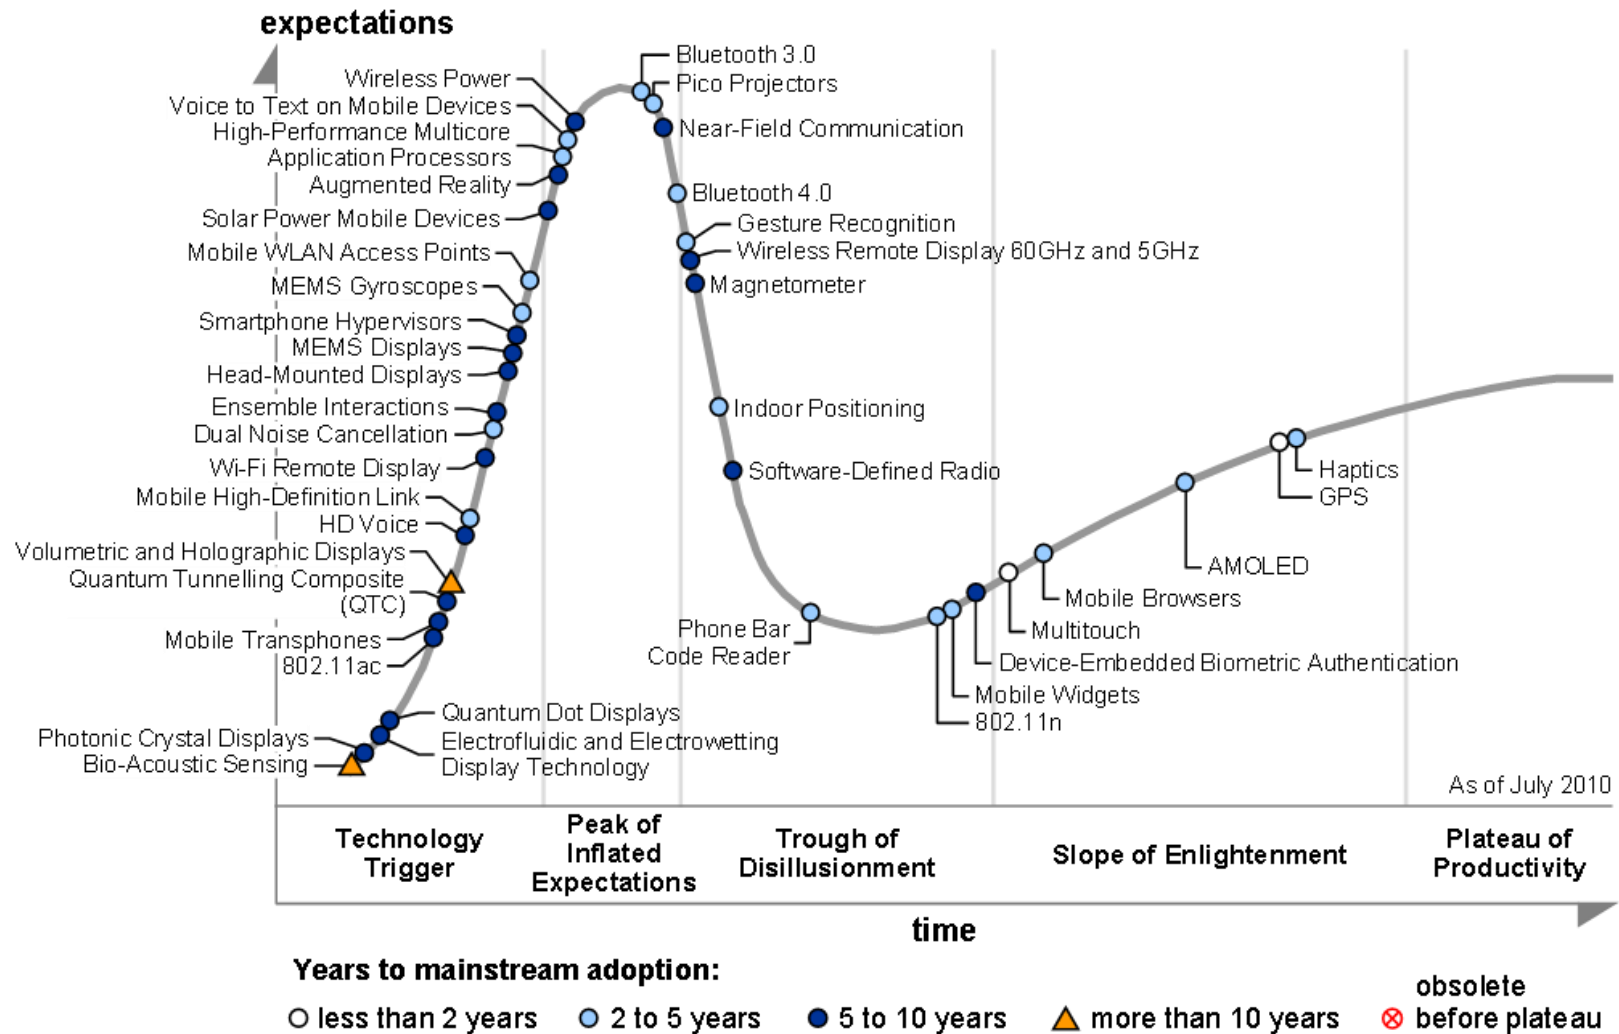 expectations
Bluetooth 3.0
Pico Projectors
Near-Field Communication
Bluetooth 4.0
Gesture Recognition
Wireless Remote Display 60GHz and 5GHz
Magnetometer
Indoor Positioning
Software-Defined Radio
Wireless Power
Voice to Text on Mobile Devices
High-Performance Multicore
Application Processors
Augmented Reality
Solar Power Mobile Devices
Mobile WLAN Access Points
MEMS Gyroscopes
Smartphone Hypervisors
MEMS Displays
Head-Mounted Displays
Ensemble Interactions
Dual Noise Cancellation
Wi-Fi Remote Display
Mobile High-Definition Link
HD Voice
Volumetric and Holographic Displays
Quantum Tunnelling Composite
(QTC)
Mobile Transphones
802.11ac
Quantum Dot Displays
Electrofluidic and Electrowetting
Display Technology
Photonic Crystal Displays
Bio-Acoustic Sensing
Phone Bar
Code Reader
Haptics
GPS
AMOLED
Mobile Browsers
Multitouch
Device-Embedded Biometric Authentication
Mobile Widgets
802.11n
As of July 2010
Technology
Trigger
Peak of
Inflated
Expectations
Trough of
Disillusionment
Slope of Enlightenment
Plateau of
Productivity
time
Years to mainstream adoption:
less than 2 years
2 to 5 years
5 to 10 years
more than 10 years
obsolete
before plateau